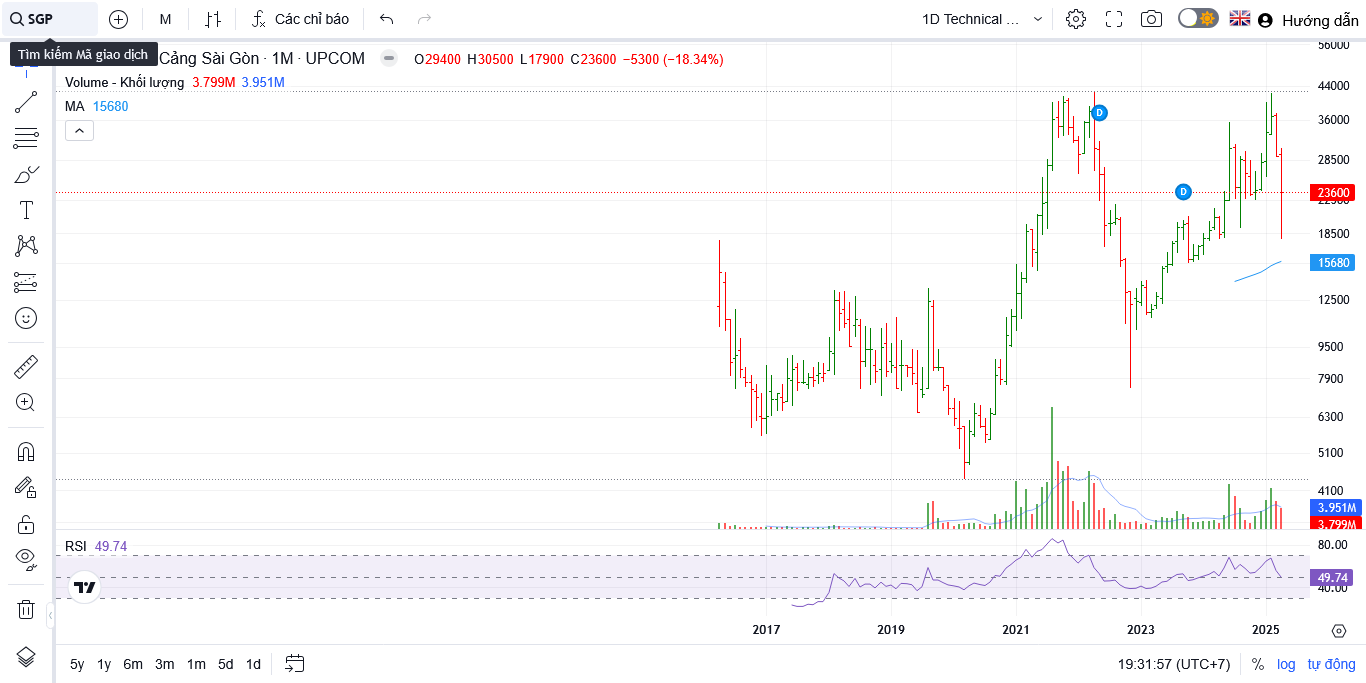 SGP
M
Các chỉ báo
1D Technical ...
Hướng dẫn
Tìm kiếm Mã giao dịch
Cảng Sài Gòn · 1M · UPCOM
O29400 H30500 L17900 C23600 −5300 (−18.34%)
Volume - Khối lượng 3.799M 3.951M
MA 15680
56000
44000
36000
28500
23600
22500
18500
15680
12500
9500
7900
6300
5100
4100
3.951M
3.799M
D
D
RSI 49.74
80.00
49.74
40.00
2017 2019 2021 2023 2025
5y 1y 6m 3m 1m 5d 1d
19:31:57 (UTC+7)
% log tự động